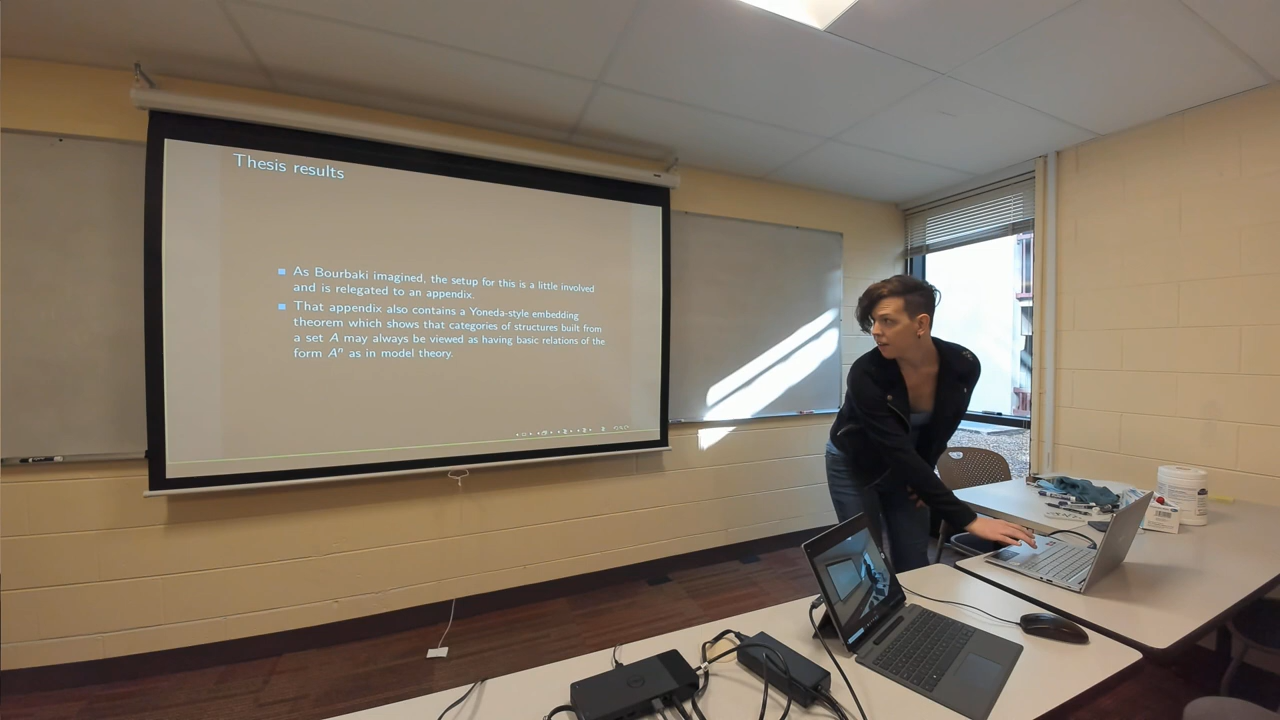 Thesis results
■ As Bourbaki imagined, the setup for this is a little involved
and is relegated to an appendix.
■ That appendix also contains a Yoneda-style embedding
theorem which shows that categories of structures built from
a set A may always be viewed as having basic relations of the
form Aⁿ as in model theory.